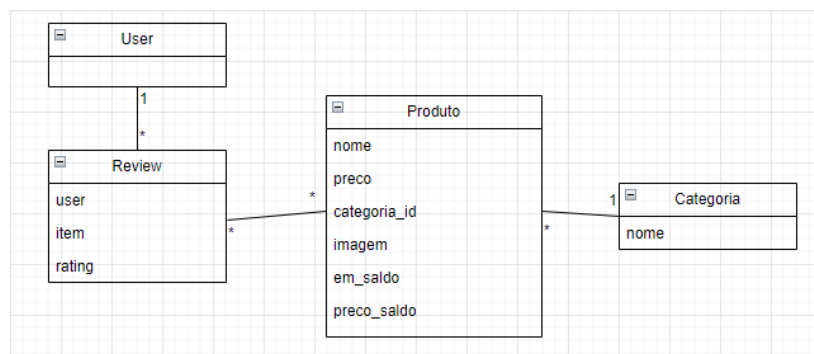 User
1
*
Review
user
item
rating
*
*
Produto
nome
preco
categoria_id
imagem
em_saldo
preco_saldo
*
1
Categoria
nome